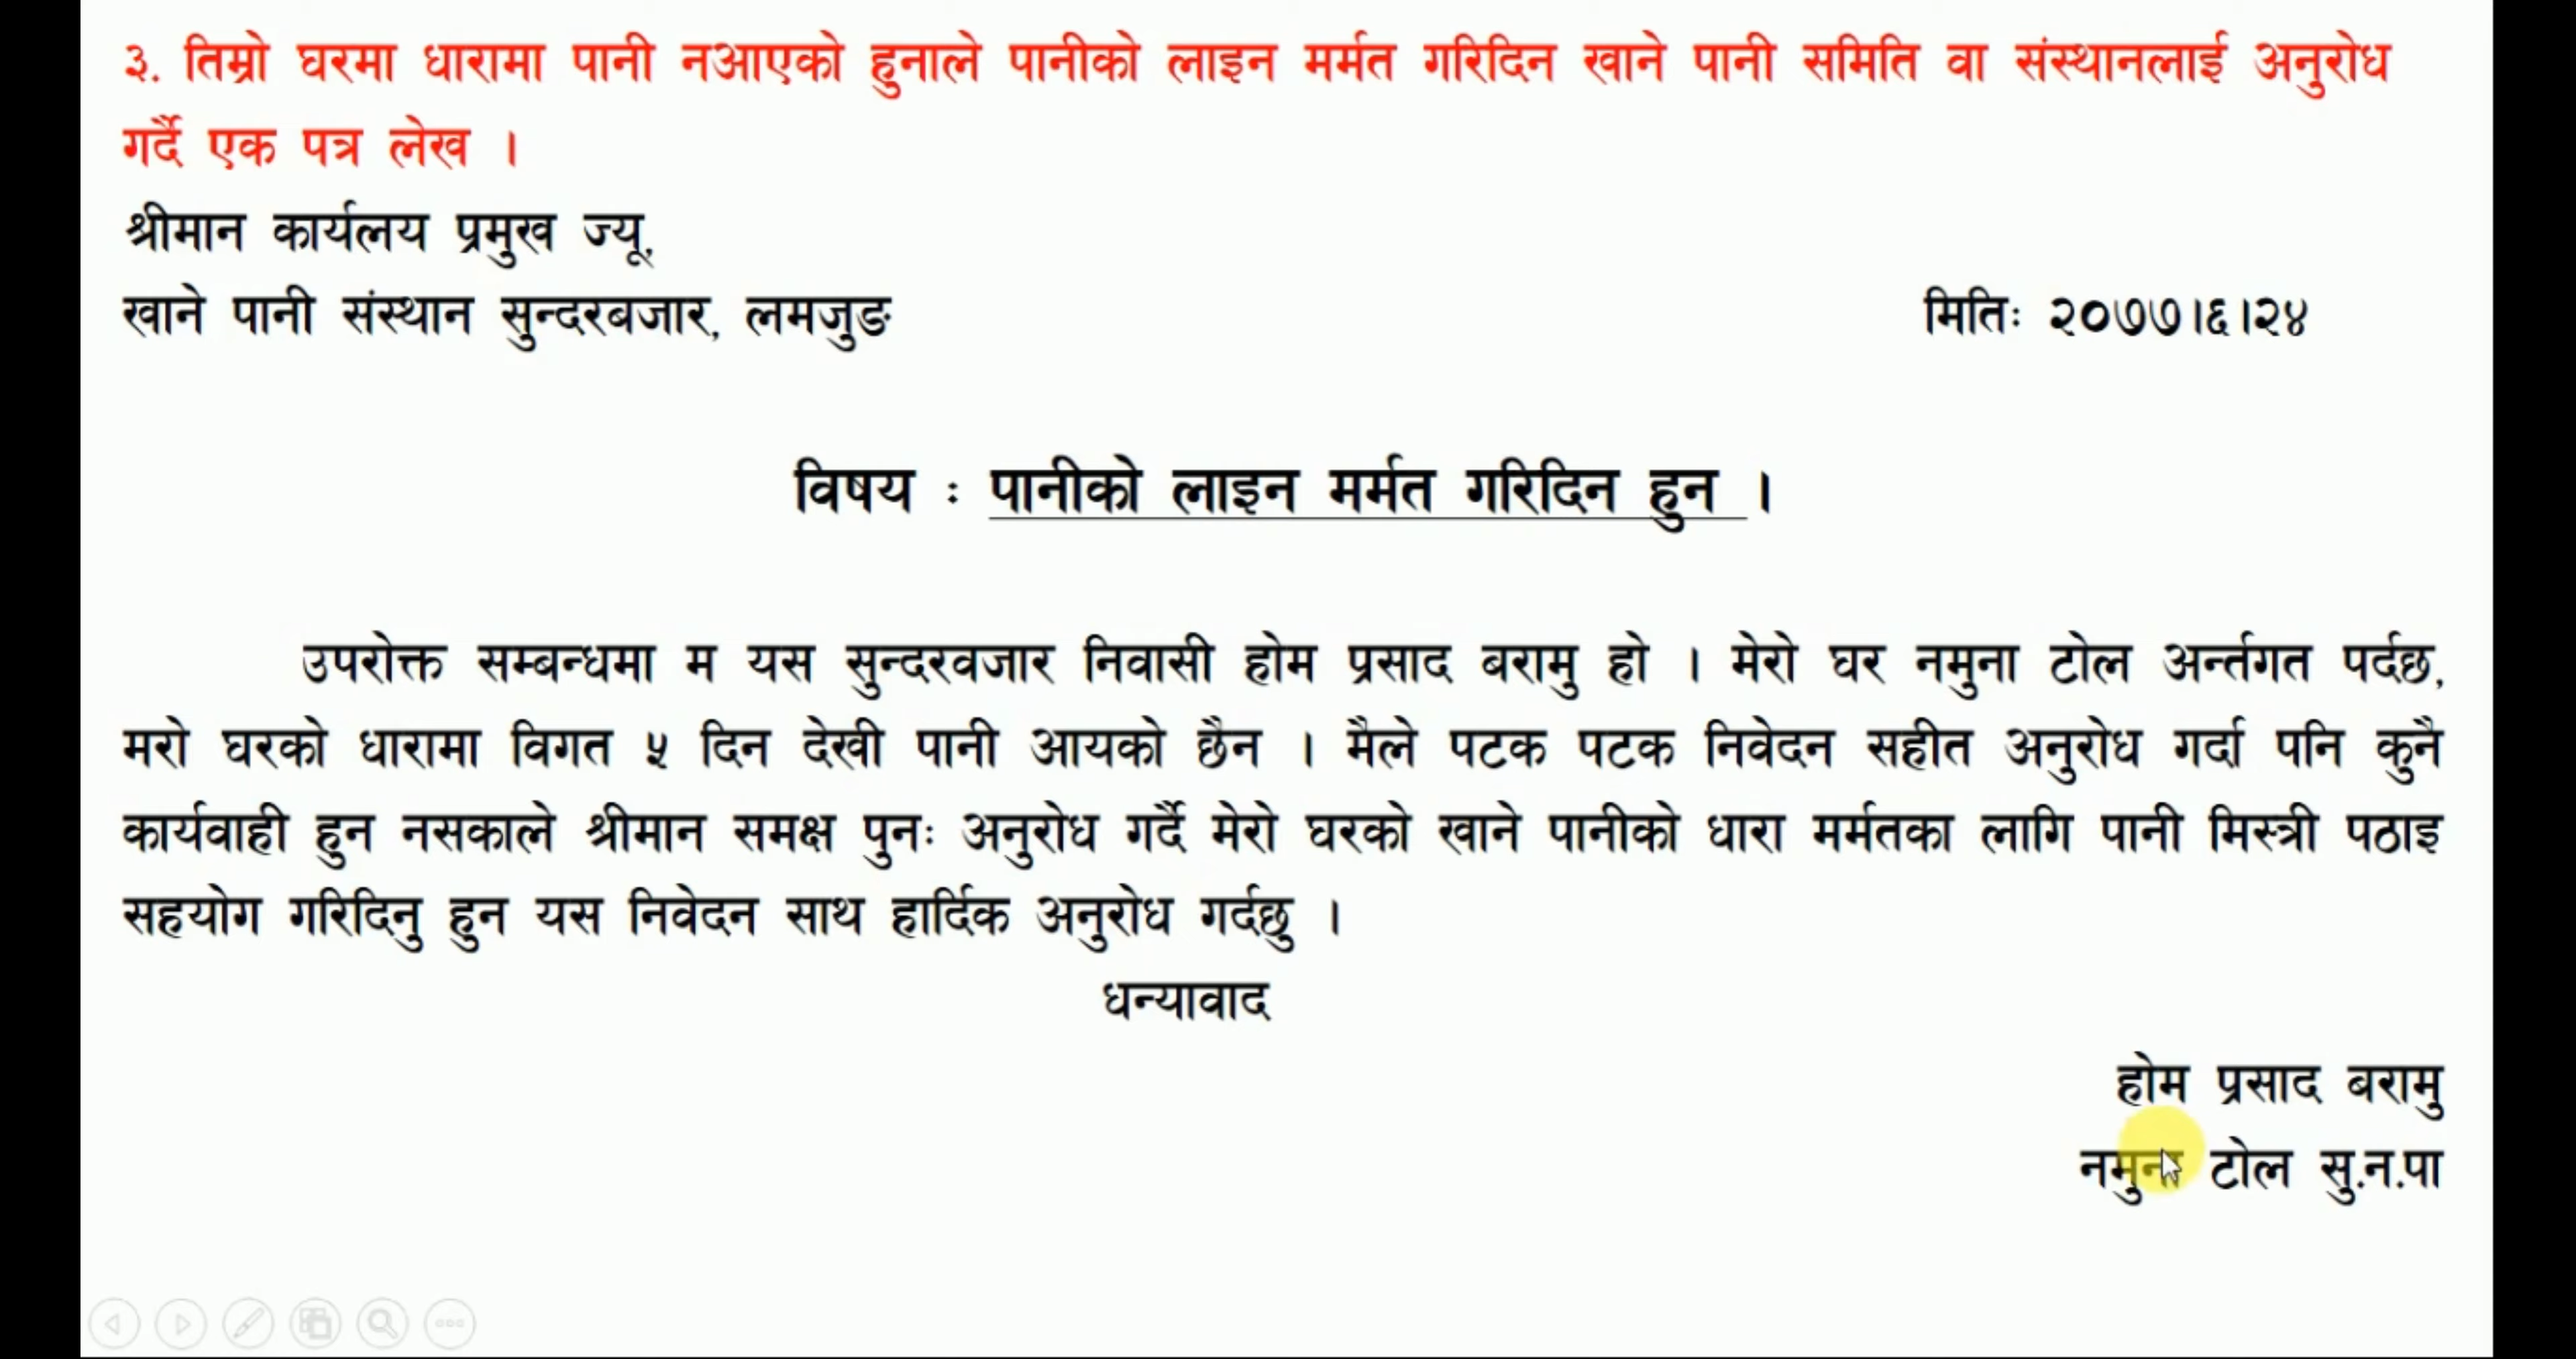 ३. तिम्रो घरमा धारामा पानी नआएको हुनाले पानीको लाइन मर्मत गरिदिन खाने पानी समिति वा संस्थानलाई अनुरोध
गर्दै एक पत्र लेख ।
श्रीमान कार्यलय प्रमुख ज्यू,
खाने पानी संस्थान सुन्दरबजार, लमजुङ मितिः २०७७।६।२४
विषय : पानीको लाइन मर्मत गरिदिन हुन ।
उपरोक्त सम्बन्धमा म यस सुन्दरवजार निवासी होम प्रसाद बरामु हो । मेरो घर नमुना टोल अर्न्तगत पर्दछ,
मरो घरको धारामा विगत ५ दिन देखी पानी आयको छैन । मैले पटक पटक निवेदन सहीत अनुरोध गर्दा पनि कुनै
कार्यवाही हुन नसकाले श्रीमान समक्ष पुनः अनुरोध गर्दै मेरो घरको खाने पानीको धारा मर्मतका लागि पानी मिस्त्री पठाइ
सहयोग गरिदिनु हुन यस निवेदन साथ हार्दिक अनुरोध गर्दछु ।
धन्यावाद
होम प्रसाद बरामु
नमुना टोल सु.न.पा